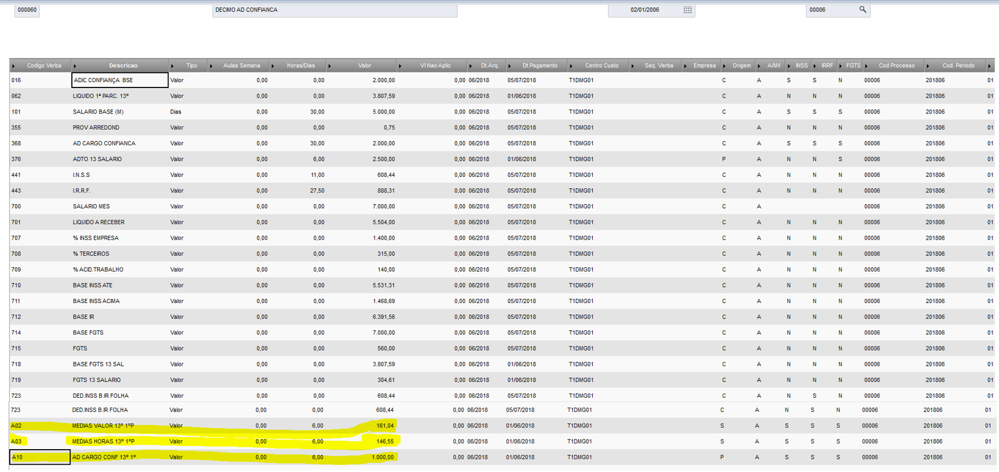 000060 DECIMO AD CONFIANCA 02/01/2006 00006
Codigo Verba Descricao Tipo Aulas Semana Horas/Dias Valor Vl Nao Aplic Dt.Arq. Dt.Pagamento Centro Custo Seq. Verba Empresa Origem A/M/I INSS IRRF FGTS Cod Processo Cod. Periodo
016 ADIC CONFIANÇA BSE Valor 0,00 0,00 2.000,00 0,00 06/2018 05/07/2018 T1DMG01 C A S S N 00006 201806 01
062 LIQUIDO 1ª PARC. 13º Valor 0,00 0,00 3.807,59 0,00 06/2018 01/06/2018 T1DMG01 C A N N N 00006 201806 01
101 SALARIO BASE (M) Dias 0,00 30,00 5.000,00 0,00 06/2018 05/07/2018 T1DMG01 C A S S S 00006 201806 01
355 PROV ARREDOND Valor 0,00 0,00 0,75 0,00 06/2018 05/07/2018 T1DMG01 C A N N N 00006 201806 01
368 AD CARGO CONFIANCA Valor 0,00 30,00 2.000,00 0,00 06/2018 05/07/2018 T1DMG01 C A S S S 00006 201806 01
376 ADTO 13 SALARIO Valor 0,00 6,00 2.500,00 0,00 06/2018 01/06/2018 T1DMG01 P A N N S 00006 201806 01
441 I.N.S.S Valor 0,00 11,00 608,44 0,00 06/2018 05/07/2018 T1DMG01 C A N N N 00006 201806 01
443 I.R.R.F. Valor 0,00 27,50 888,31 0,00 06/2018 05/07/2018 T1DMG01 C A N N N 00006 201806 01
700 SALARIO MES Valor 0,00 0,00 7.000,00 0,00 06/2018 05/07/2018 T1DMG01 C A 00006 201806 01
701 LIQUIDO A RECEBER Valor 0,00 0,00 5.504,00 0,00 06/2018 05/07/2018 T1DMG01 C A N N N 00006 201806 01
707 % INSS EMPRESA Valor 0,00 0,00 1.400,00 0,00 06/2018 05/07/2018 T1DMG01 C A N N N 00006 201806 01
708 % TERCEIROS Valor 0,00 0,00 315,00 0,00 06/2018 05/07/2018 T1DMG01 C A N N N 00006 201806 01
709 % ACID.TRABALHO Valor 0,00 0,00 140,00 0,00 06/2018 05/07/2018 T1DMG01 C A N N N 00006 201806 01
710 BASE INSS ATE Valor 0,00 0,00 5.531,31 0,00 06/2018 05/07/2018 T1DMG01 C A N N N 00006 201806 01
711 BASE INSS ACIMA Valor 0,00 0,00 1.468,69 0,00 06/2018 05/07/2018 T1DMG01 C A N N N 00006 201806 01
712 BASE IR Valor 0,00 0,00 6.391,56 0,00 06/2018 05/07/2018 T1DMG01 C A N N N 00006 201806 01
714 BASE FGTS Valor 0,00 0,00 7.000,00 0,00 06/2018 05/07/2018 T1DMG01 C A N N N 00006 201806 01
715 FGTS Valor 0,00 0,00 560,00 0,00 06/2018 05/07/2018 T1DMG01 C A N N N 00006 201806 01
718 BASE FGTS 13 SAL Valor 0,00 0,00 3.807,59 0,00 06/2018 01/06/2018 T1DMG01 C A N N N 00006 201806 01
719 FGTS 13 SALARIO Valor 0,00 0,00 304,61 0,00 06/2018 01/06/2018 T1DMG01 C A N N N 00006 201806 01
723 DED.INSS B.IR FOLHA Valor 0,00 0,00 608,44 0,00 06/2018 05/07/2018 T1DMG01 C A N S N 00006 201806 01
723 DED.INSS B.IR FOLHA Valor 0,00 0,00 608,44 0,00 06/2018 05/07/2018 T1DMG01 C A N S N 00006 201806 01
A02 MEDIAS VALOR 13º 1ºP Valor 0,00 6,00 161,04 0,00 06/2018 01/06/2018 T1DMG01 S A S S S 00006 201806 01
A03 MEDIAS HORAS 13º 1ºP Valor 0,00 6,00 146,55 0,00 06/2018 01/06/2018 T1DMG01 S A S S S 00006 201806 01
A10 AD CARGO CONF 13º 1º Valor 0,00 6,00 1.000,00 0,00 06/2018 01/06/2018 T1DMG01 P A S S S 00006 201806 01